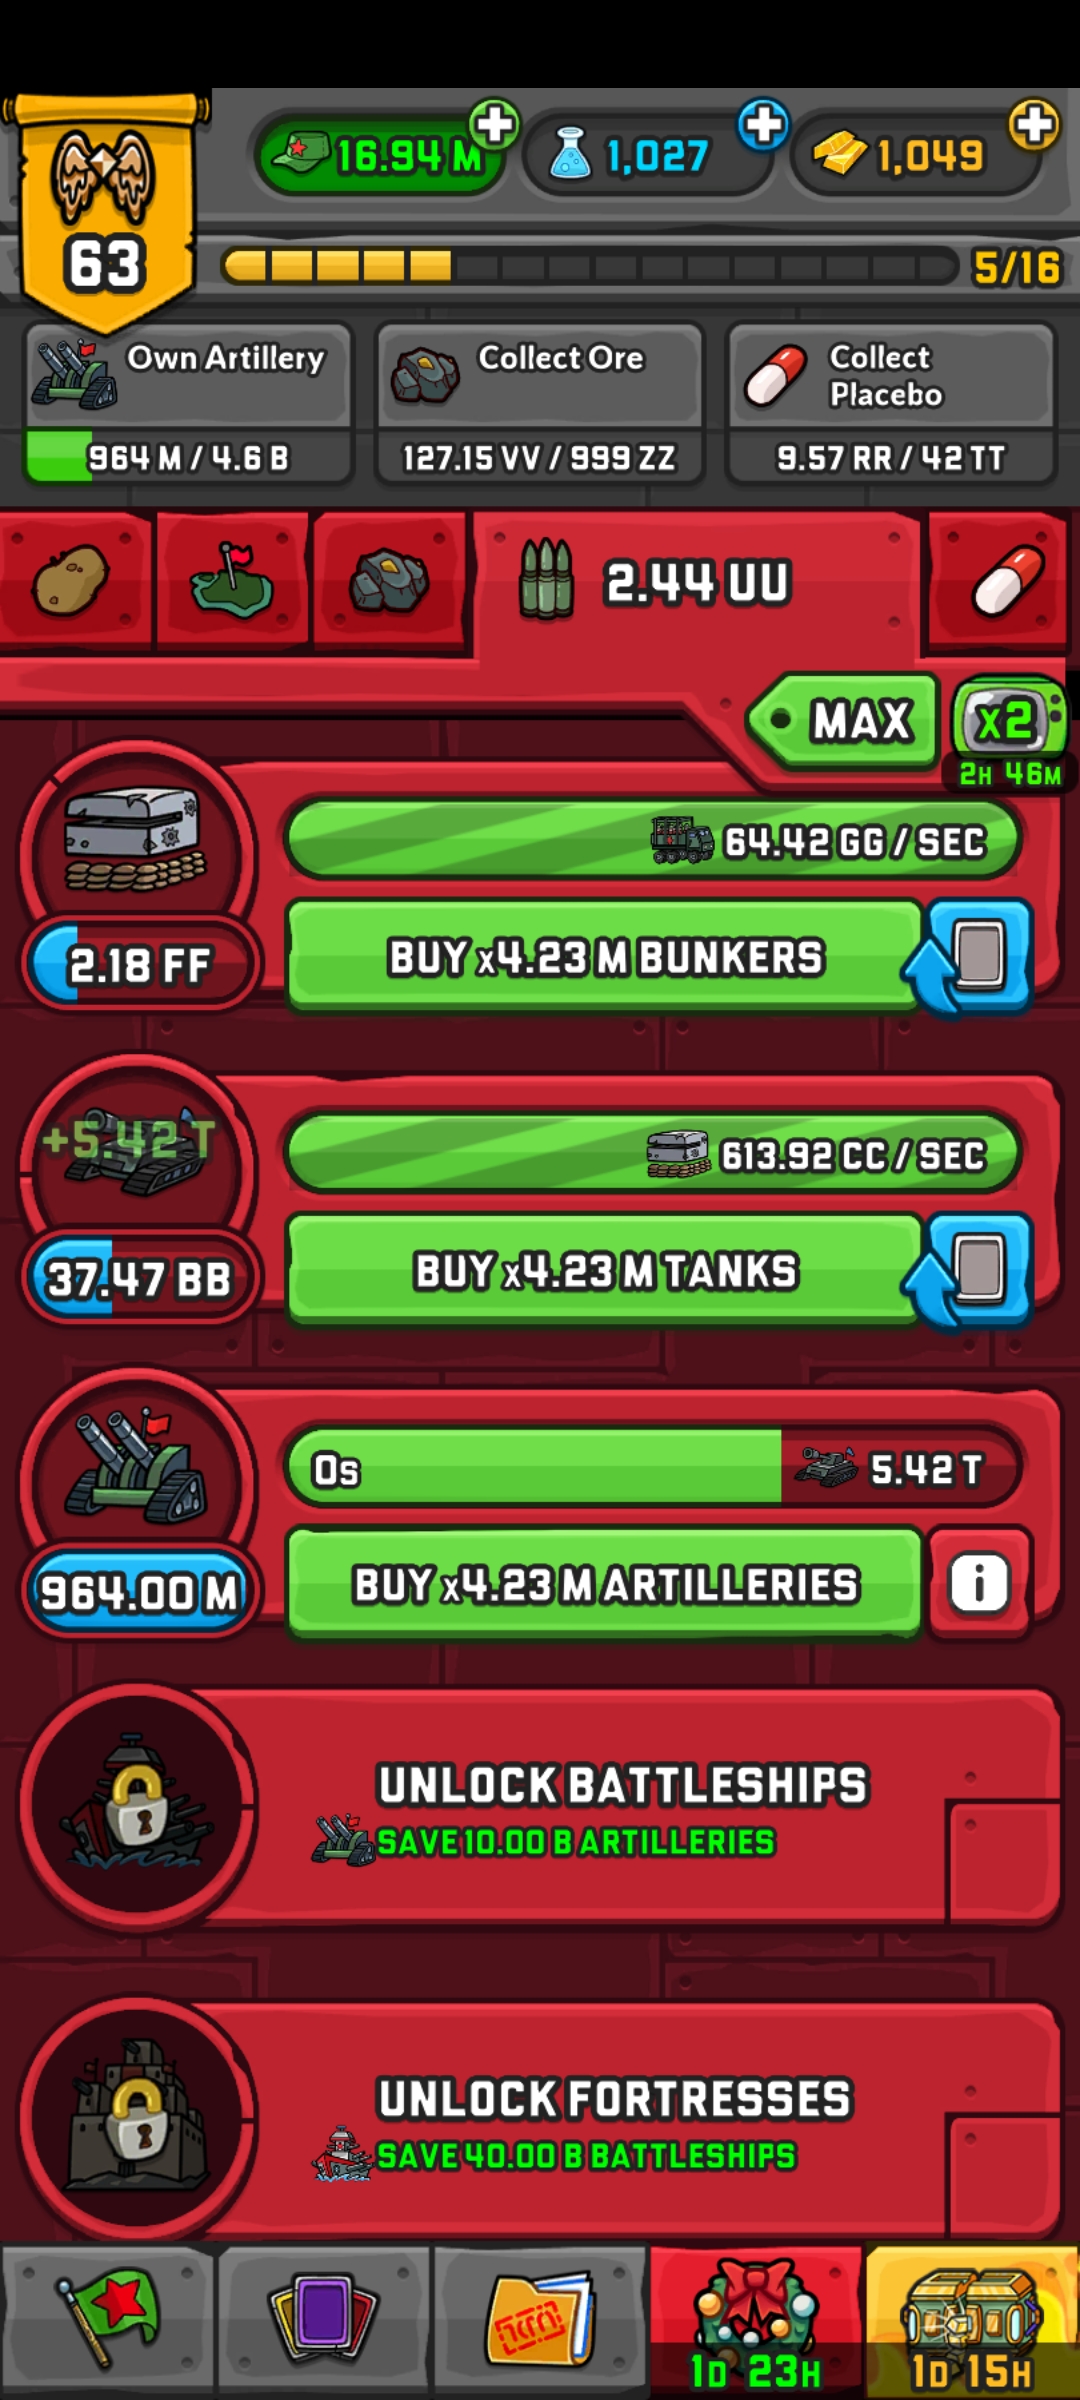 16.94 M
1,027
1,049
63
5/16
Own Artillery
964 M / 4.6 B
Collect Ore
127.15 VV / 999 ZZ
Collect
Placebo
9.57 RR / 42 TT
2.44 UU
MAX
x2
2H 46M
64.42 GG / SEC
2.18 FF
BUY x4.23 M BUNKERS
+5.42 T
613.92 CC / SEC
37.47 BB
BUY x4.23 M TANKS
0s
5.42 T
964.00 M
BUY x4.23 M ARTILLERIES
i
UNLOCK BATTLESHIPS
SAVE 10.00 B ARTILLERIES
UNLOCK FORTRESSES
SAVE 40.00 B BATTLESHIPS
1D 23H
1D 15H